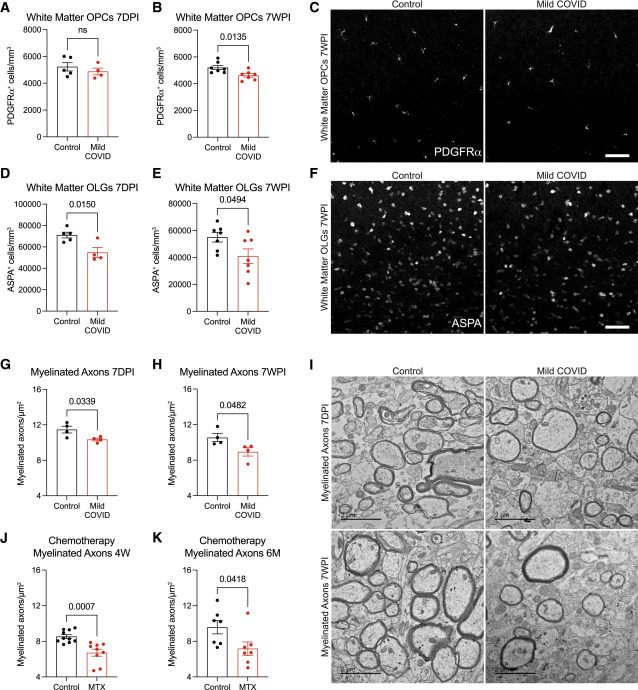 A
White Matter OPCs 7DPI
PDGFRα⁺ cells/mm³
8000
6000
4000
2000
0
ns
Control
Mild
COVID
B
White Matter OPCs 7WPI
PDGFRα⁺ cells/mm³
8000
6000
4000
2000
0
0.0135
Control
Mild
COVID
C
Control
Mild COVID
White Matter OPCs 7WPI
PDGFRα
D
White Matter OLGs 7DPI
ASPA⁺ cells/mm³
100000
80000
60000
40000
20000
0
0.0150
Control
Mild
COVID
E
White Matter OLGs 7WPI
80000
60000
40000
20000
0
0.0494
Control
Mild
COVID
F
Control
Mild COVID
White Matter OLGs 7WPI
ASPA
G
Myelinated Axons 7DPI
Myelinated axons/μm²
16
12
8
4
0.0339
Control
Mild
COVID
H
Myelinated Axons 7WPI
Myelinated axons/μm²
16
12
8
4
0.0482
Control
Mild
COVID
I
Control
Mild COVID
Myelinated Axons 7DPI
2 μm
2 μm
Myelinated Axons 7WPI
2 μm
2 μm
J
Chemotherapy
Myelinated Axons 4W
Myelinated axons/μm²
16
12
8
4
0.0007
Control
MTX
K
Chemotherapy
Myelinated Axons 6M
Myelinated axons/μm²
16
12
8
4
0.0418
Control
MTX